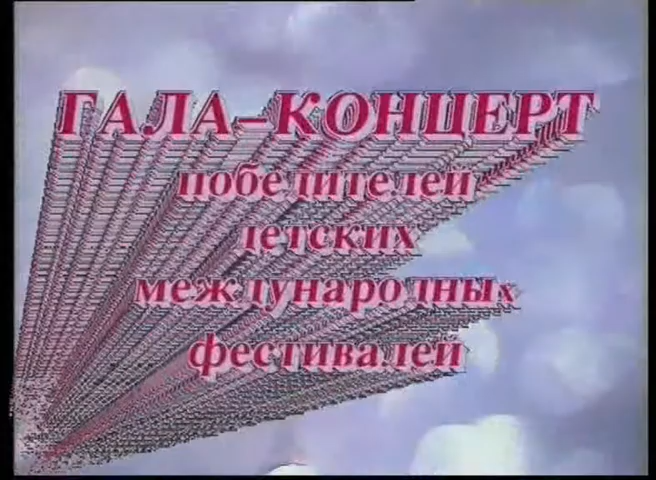 ГАЛА-КОНЦЕРТ
победителей
детских
международных
фестивалей